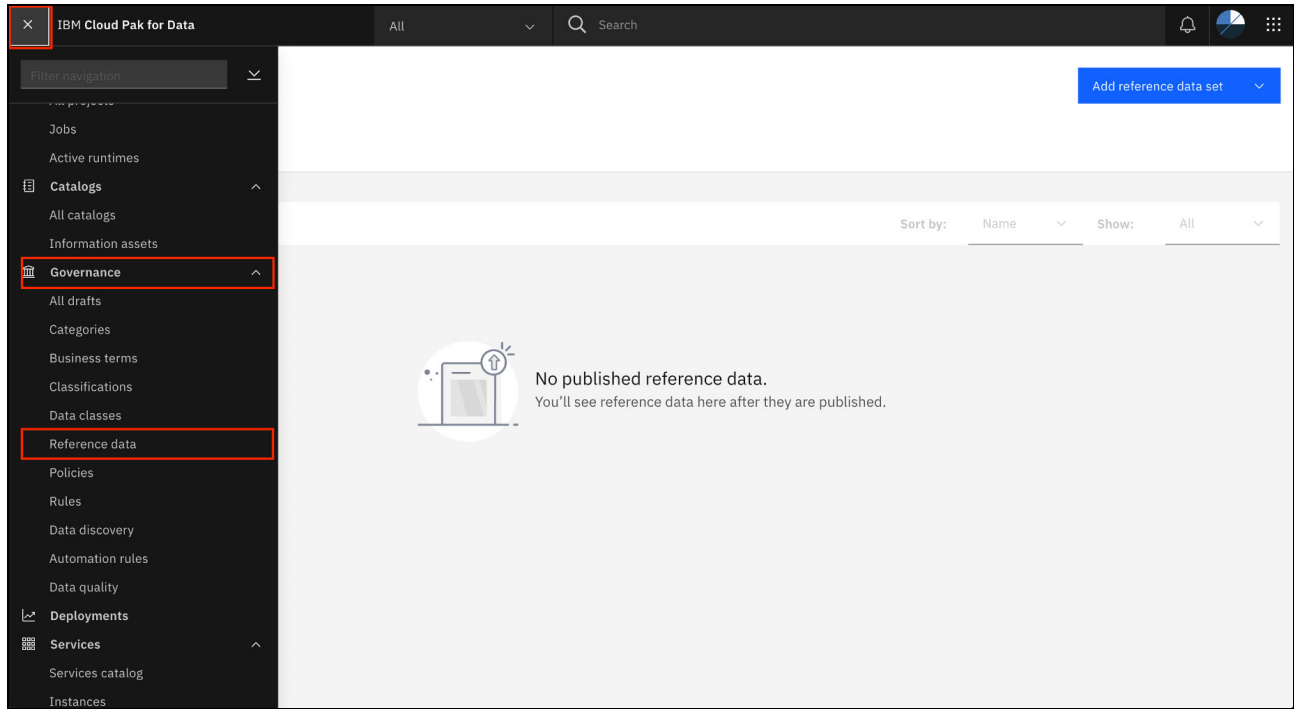 IBM Cloud Pak for Data
All
Search
Filter navigation
Add reference data set
All projects
Jobs
Active runtimes
Catalogs
All catalogs
Information assets
Sort by: Name Show: All
Governance
All drafts
Categories
Business terms
Classifications
Data classes
Reference data
Policies
Rules
Data discovery
Automation rules
Data quality
Deployments
Services
Services catalog
Instances
No published reference data.
You'll see reference data here after they are published.